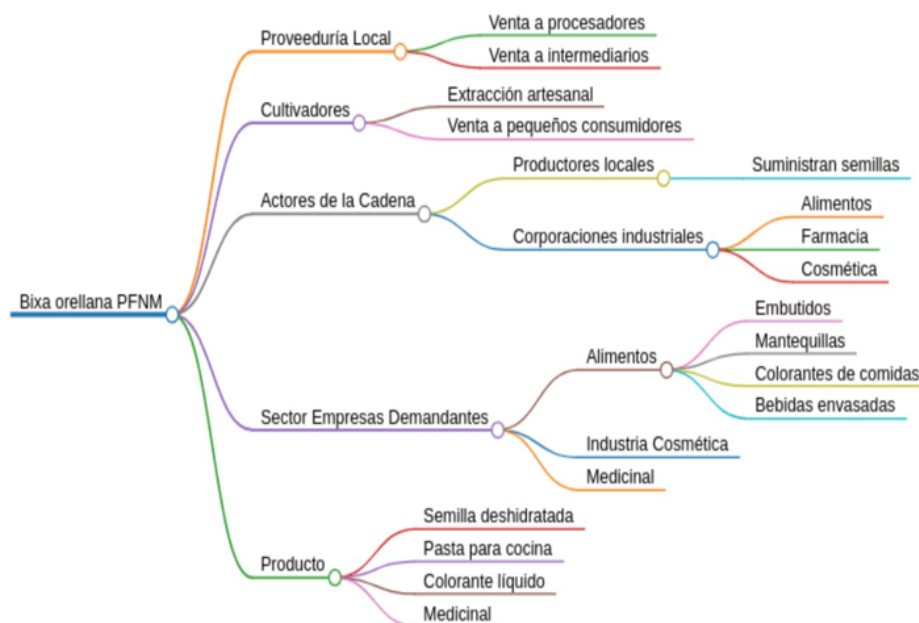 Bixa orellana PFNM
Proveeduría Local
Venta a procesadores
Venta a intermediarios
Cultivadores
Extracción artesanal
Venta a pequeños consumidores
Actores de la Cadena
Productores locales
Suministran semillas
Corporaciones industriales
Alimentos
Farmacia
Cosmética
Sector Empresas Demandantes
Alimentos
Embutidos
Mantequillas
Colorantes de comidas
Bebidas envasadas
Industria Cosmética
Medicinal
Producto
Semilla deshidratada
Pasta para cocina
Colorante líquido
Medicinal